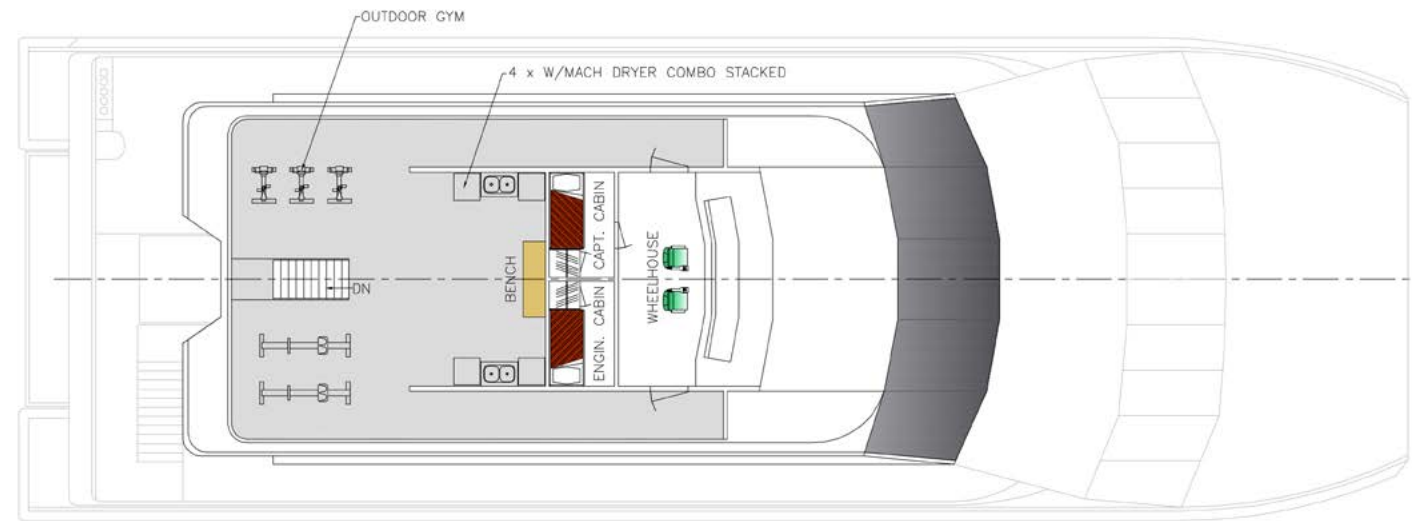 OUTDOOR GYM
4 x W/MACH DRYER COMBO STACKED
CAPT. CABIN
ENGIN. CABIN
BENCH
WHEELHOUSE
DN